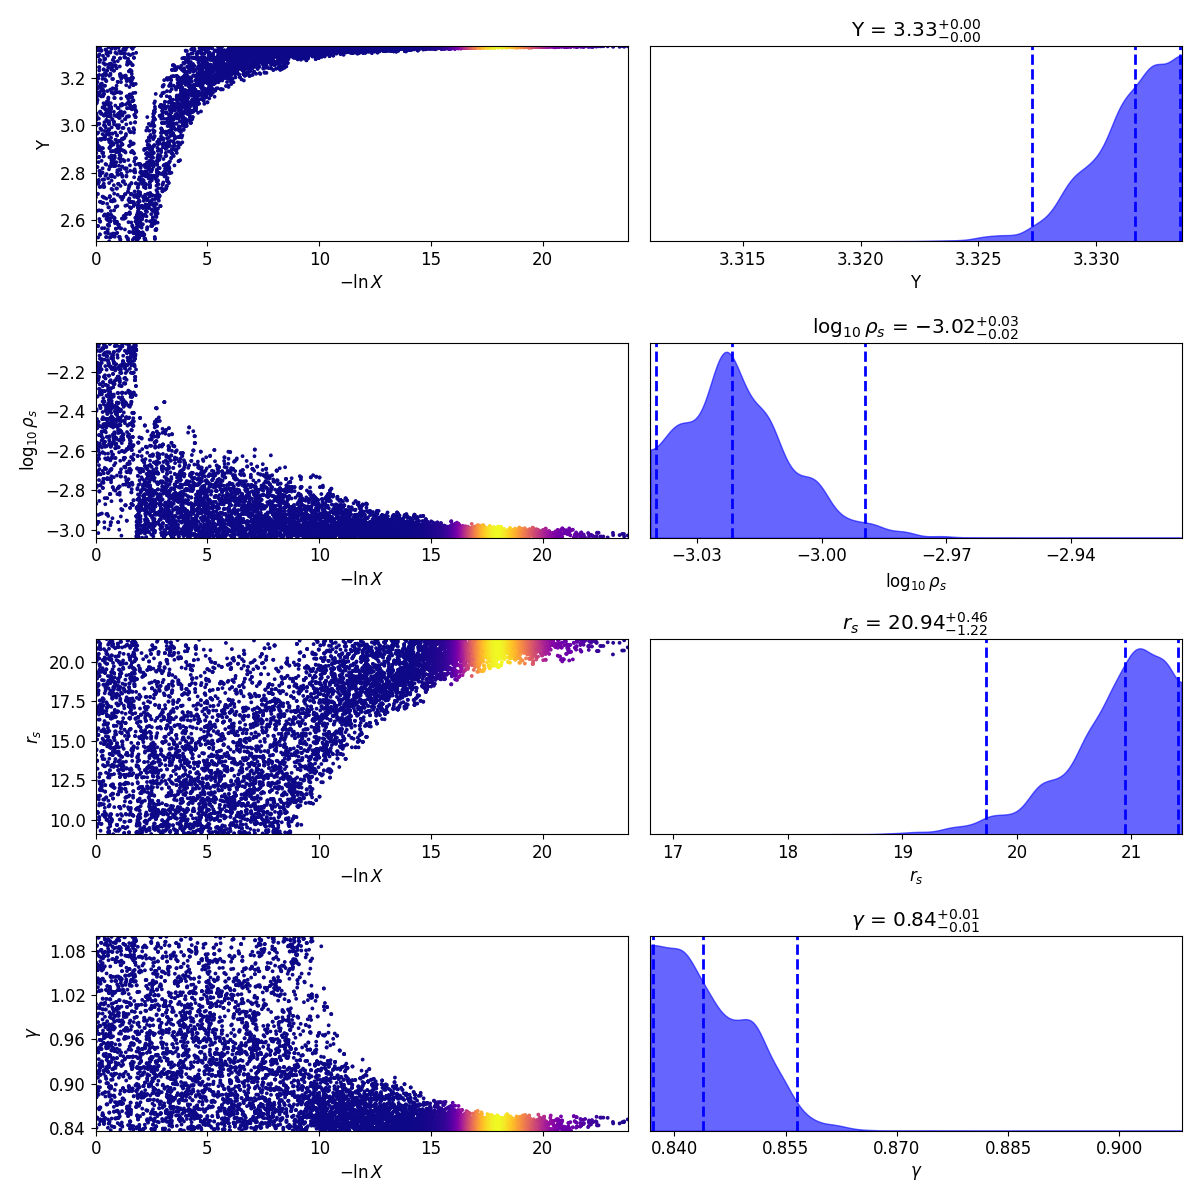 Y = 3.33^{+0.00}_{-0.00}
3.2
3.0
2.8
2.6
Y
0 5 10 15 20
−ln X
3.315 3.320 3.325 3.330
Y
log₁₀ ρₛ = −3.02^{+0.03}_{−0.02}
−2.2
−2.4
−2.6
−2.8
−3.0
log₁₀ ρₛ
0 5 10 15 20
−ln X
−3.03 −3.00 −2.97 −2.94
log₁₀ ρₛ
rₛ = 20.94^{+0.46}_{−1.22}
20.0
17.5
15.0
12.5
10.0
rₛ
0 5 10 15 20
−ln X
17 18 19 20 21
rₛ
γ = 0.84^{+0.01}_{−0.01}
1.08
1.02
0.96
0.90
0.84
γ
0 5 10 15 20
−ln X
0.840 0.855 0.870 0.885 0.900
γ